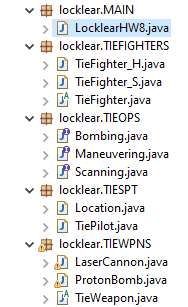 locklear.MAIN
LocklearHW8.java
locklear.TIEFIGHTERS
TieFighter_H.java
TieFighter_S.java
TieFighter.java
locklear.TIEOPS
Bombing.java
Maneuvering.java
Scanning.java
locklear.TIESPT
Location.java
TiePilot.java
locklear.TIEWPNS
LaserCannon.java
ProtonBomb.java
TieWeapon.java